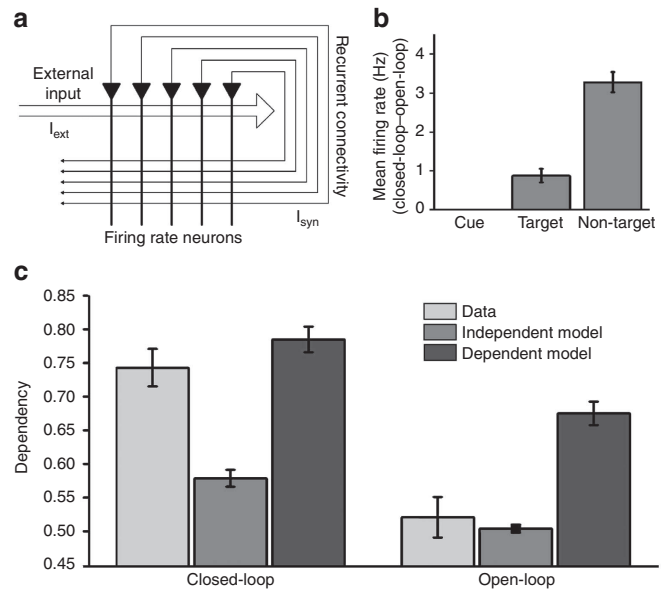 a
External
input
I_ext
Recurrent connectivity
I_syn
Firing rate neurons
b
Mean firing rate (Hz)
(closed-loop–open-loop)
4
3
2
1
0
Cue Target Non-target
c
Dependency
0.85
0.80
0.75
0.70
0.65
0.60
0.55
0.50
0.45
Data
Independent model
Dependent model
Closed-loop Open-loop